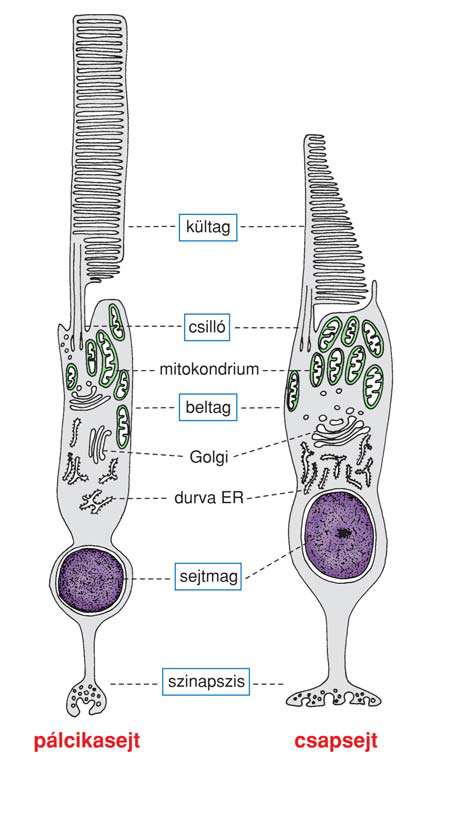 kültag
csilló
mitokondrium
beltag
Golgi
durva ER
sejtmag
szinapszis
pálcikasejt
csapsejt